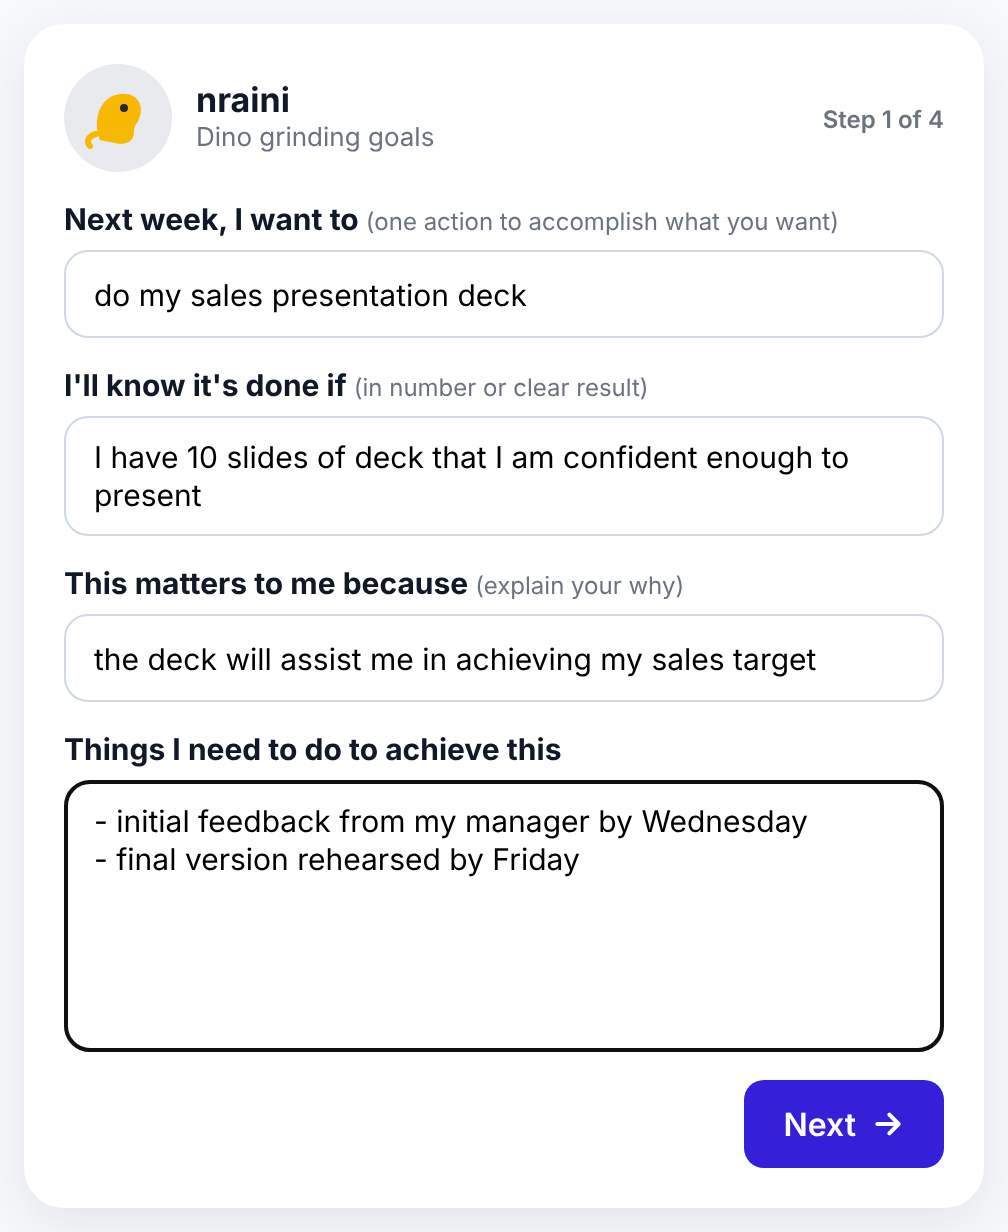 nraini
Dino grinding goals
Step 1 of 4
Next week, I want to (one action to accomplish what you want)
do my sales presentation deck
I'll know it's done if (in number or clear result)
I have 10 slides of deck that I am confident enough to
present
This matters to me because (explain your why)
the deck will assist me in achieving my sales target
Things I need to do to achieve this
- initial feedback from my manager by Wednesday
- final version rehearsed by Friday
Next →